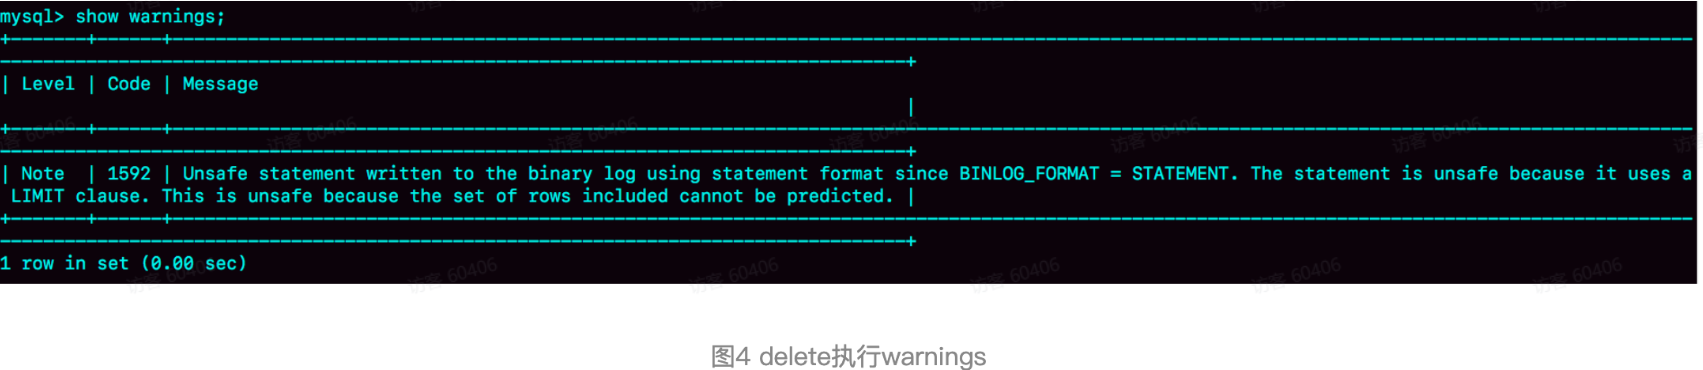 mysql> show warnings;
| Level | Code | Message
|
| Note | 1592 | Unsafe statement written to the binary log using statement format since BINLOG_FORMAT = STATEMENT. The statement is unsafe because it uses a
LIMIT clause. This is unsafe because the set of rows included cannot be predicted. |
1 row in set (0.00 sec)
访客 60406
图4 delete执行warnings